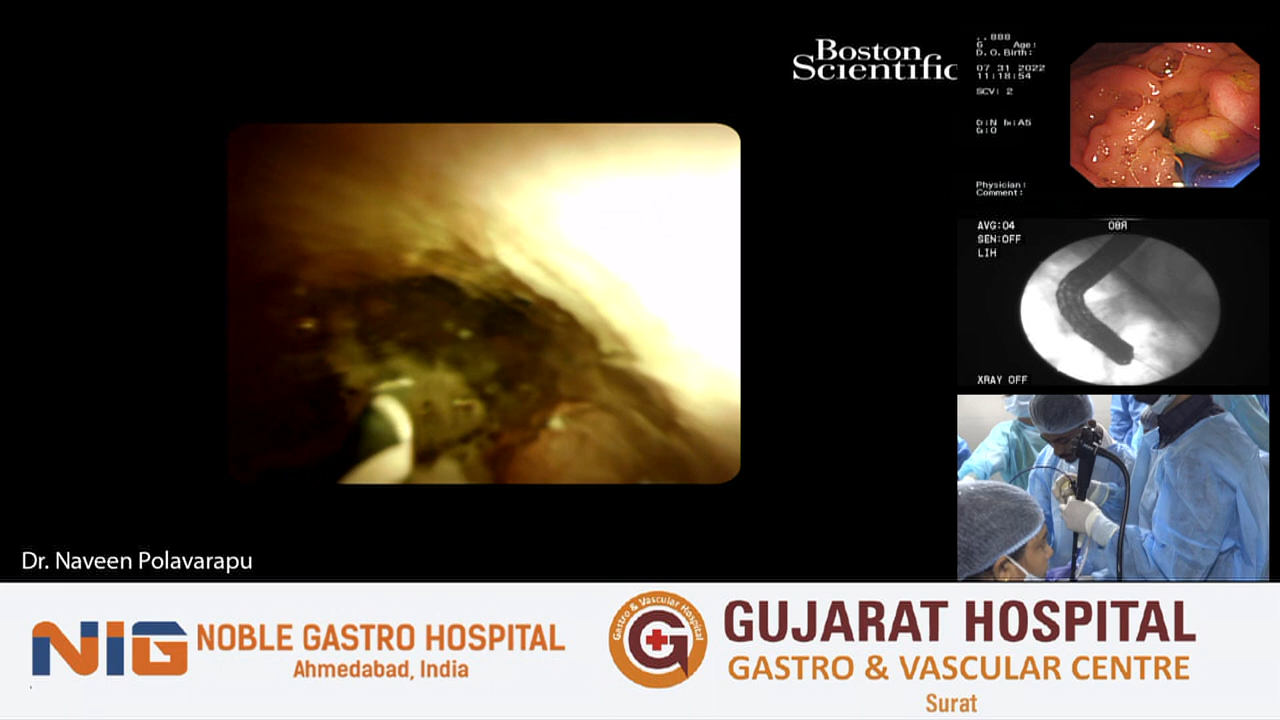 Boston
Scientific
..888
G Age:
D.O.Birth:
07 31 2022
11:18:54
SCV: 2
G:0
Physician:
Comment:
AVG:04
SEN:OFF
LIH
XRAY OFF
Dr. Naveen Polavarapu
NIG NOBLE GASTRO HOSPITAL
Ahmedabad, India
Gastro & Vascular Hospital
G
GUJARAT HOSPITAL
GASTRO & VASCULAR CENTRE
Surat